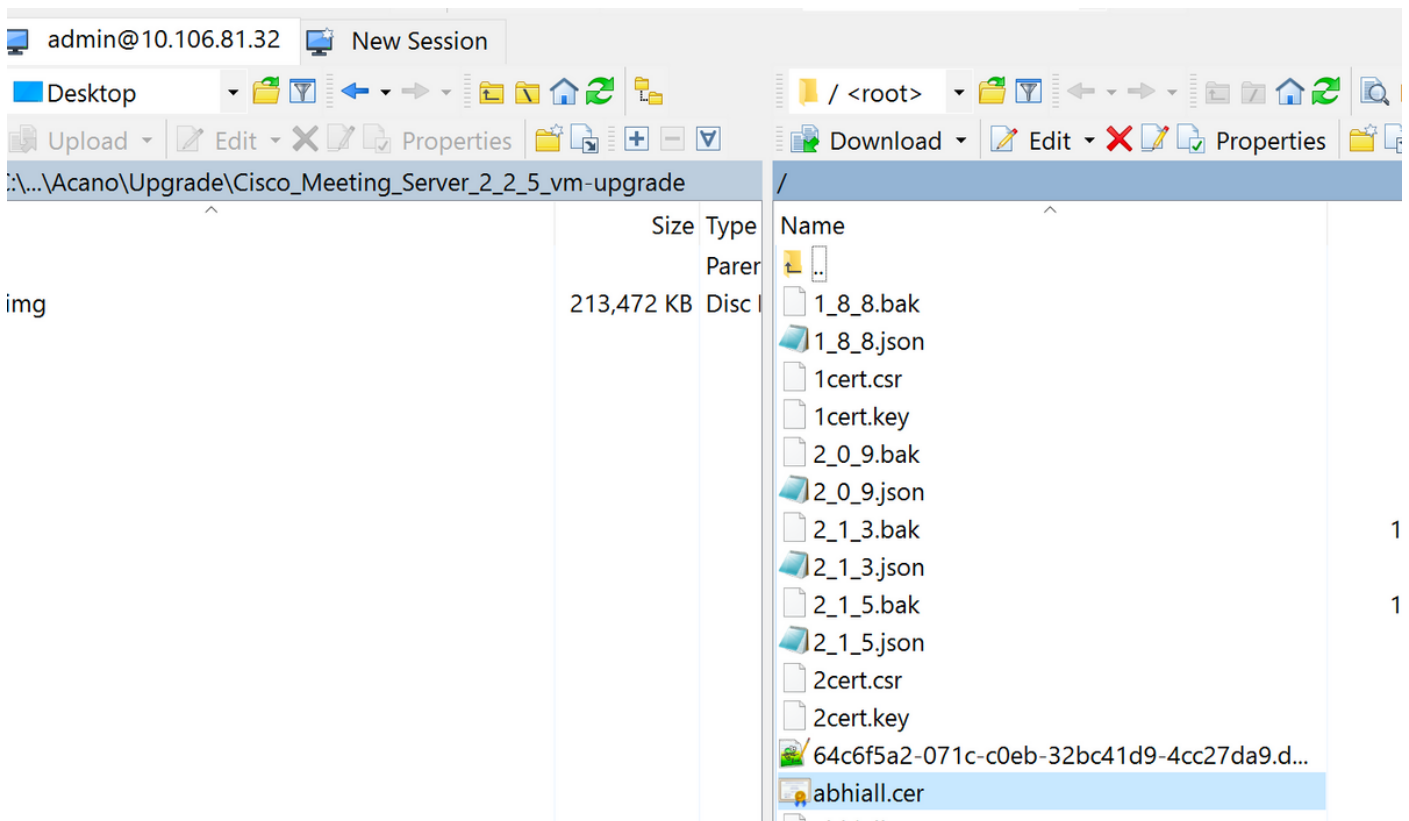 admin@10.106.81.32 New Session
Desktop / <root>
Upload Edit Properties Download Edit Properties
:\...\Acano\Upgrade\Cisco_Meeting_Server_2_2_5_vm-upgrade /
Size Type Name
Paren ..
img 213,472 KB Disc 1_8_8.bak
1_8_8.json
1cert.csr
1cert.key
2_0_9.bak
2_0_9.json
2_1_3.bak 1
2_1_3.json
2_1_5.bak 1
2_1_5.json
2cert.csr
2cert.key
64c6f5a2-071c-c0eb-32bc41d9-4cc27da9.d...
abhiall.cer